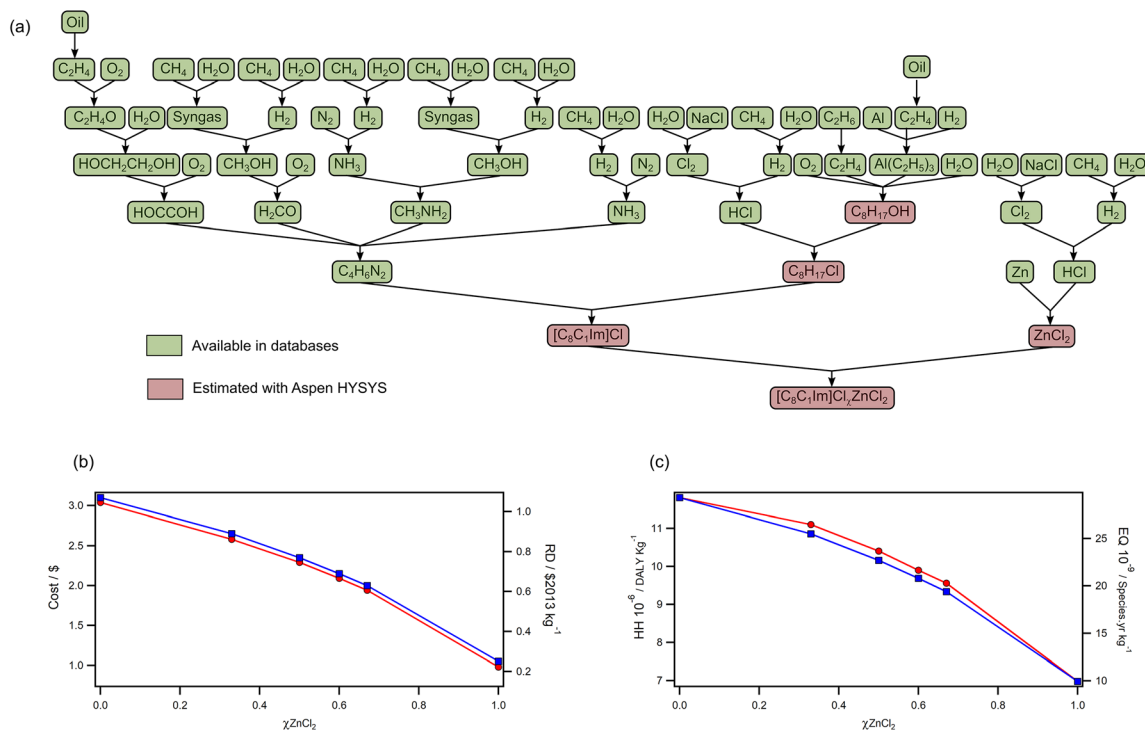 (a)
Oil
C₂H₄ O₂ CH₄ H₂O CH₄ H₂O CH₄ H₂O CH₄ H₂O CH₄ H₂O Oil
C₂H₄O H₂O Syngas H₂ N₂ H₂ Syngas H₂ CH₄ H₂O H₂O NaCl CH₄ H₂O C₂H₆ Al C₂H₄ H₂
HOCH₂CH₂OH O₂ CH₃OH O₂ NH₃ CH₃OH H₂ N₂ Cl₂ H₂ O₂ C₂H₄ Al(C₂H₅)₃ H₂O H₂O NaCl CH₄ H₂O
HOCCOH H₂CO CH₃NH₂ NH₃ HCl C₈H₁₇OH Cl₂ H₂
C₄H₆N₂ C₈H₁₇Cl Zn HCl
[C₈C₁Im]Cl ZnCl₂
Available in databases
Estimated with Aspen HYSYS
[C₈C₁Im]ClᵪZnCl₂
(b)
Cost / $
3.0
2.5
2.0
1.5
1.0
1.0
0.8
0.6
0.4
0.2
RD / $2013 kg⁻¹
0.0 0.2 0.4 0.6 0.8 1.0
χZnCl₂
(c)
HH 10⁻⁶ / DALY Kg⁻¹
11
10
9
8
7
25
20
15
10
EQ 10⁻⁹ / Species.yr kg⁻¹
0.0 0.2 0.4 0.6 0.8 1.0
χZnCl₂